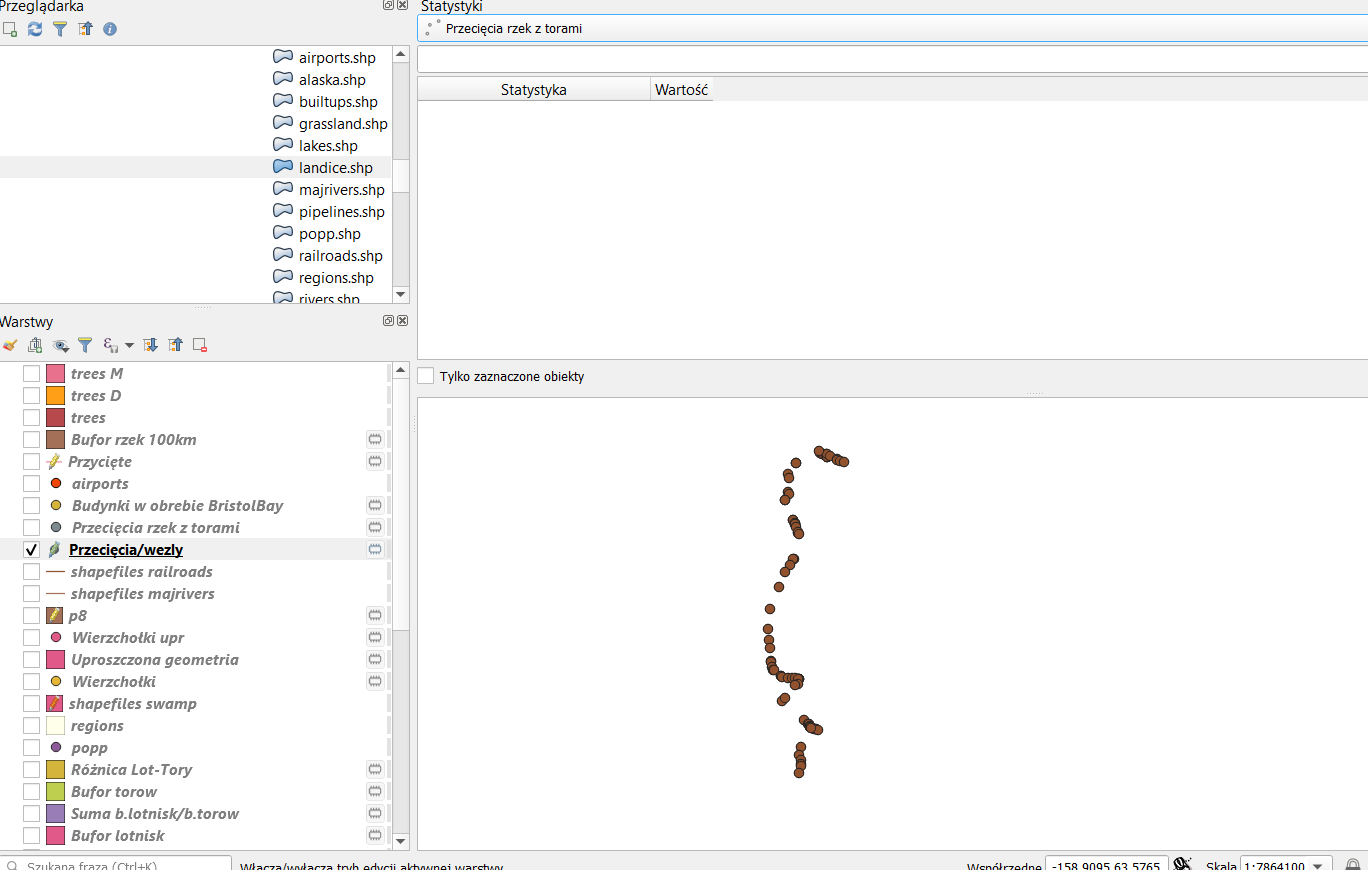 Przeglądarka
airports.shp
alaska.shp
builtups.shp
grassland.shp
lakes.shp
landice.shp
majrivers.shp
pipelines.shp
popp.shp
railroads.shp
regions.shp
rivers.shp
Warstwy
trees M
trees D
trees
Bufor rzek 100km
Przycięte
airports
Budynki w obrebie BristolBay
Przecięcia rzek z torami
Przecięcia/wezly
shapefiles railroads
shapefiles majrivers
p8
Wierzchołki upr
Uproszczona geometria
Wierzchołki
shapefiles swamp
regions
popp
Różnica Lot-Tory
Bufor torow
Suma b.lotnisk/b.torow
Bufor lotnisk
Statystyki
Przecięcia rzek z torami
Statystyka Wartość
Tylko zaznaczone obiekty
Szukana fraza (Ctrl+K) Włącza/wyłącza tryb edycji aktywnej warstwy Współrzędne -158.9095,63.5765 Skala 1:7864100